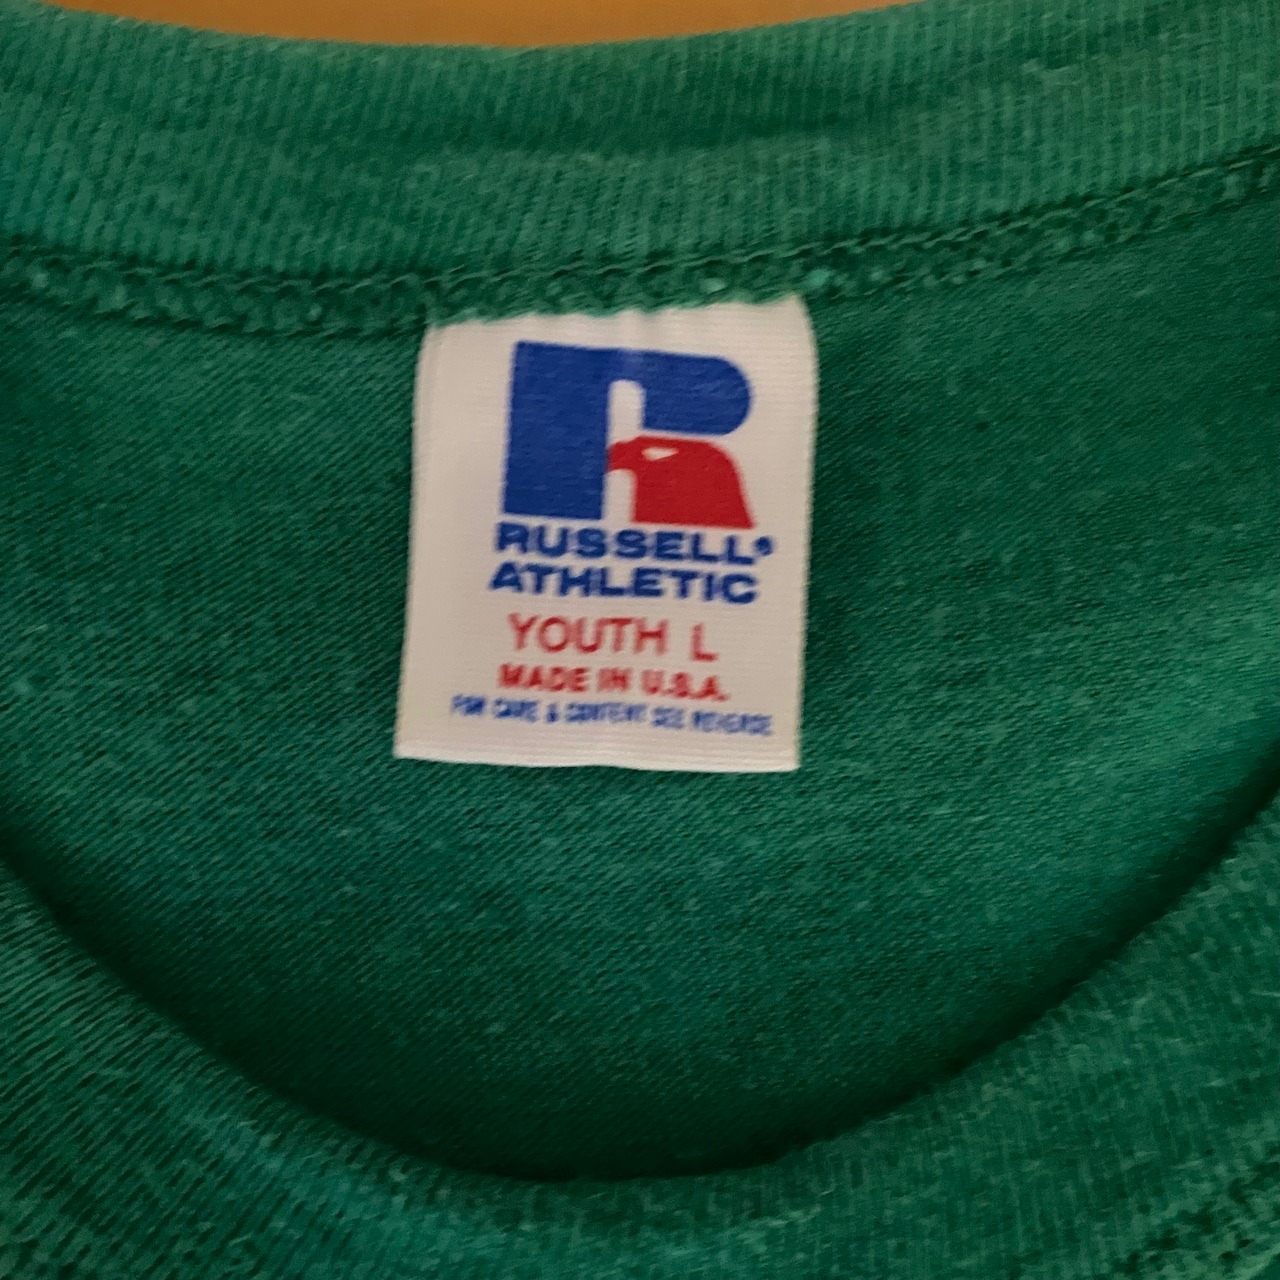 RUSSELL®
ATHLETIC
YOUTH L
MADE IN U.S.A.
FOR CARE & CONTENT SEE REVERSE